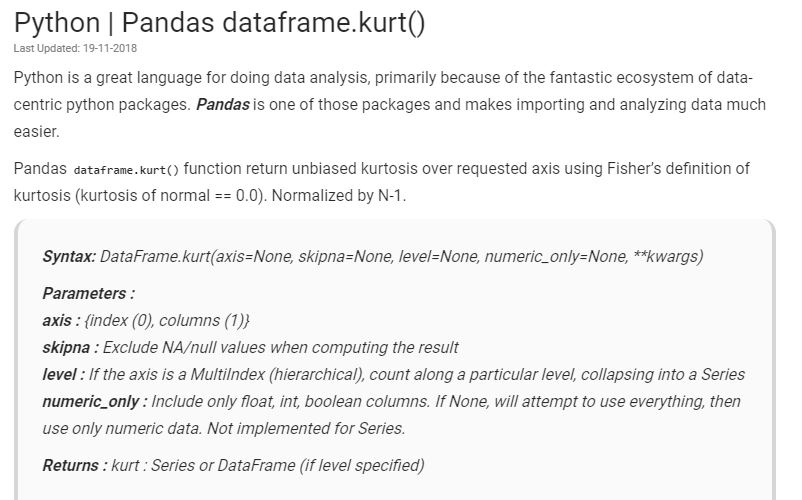 Python | Pandas dataframe.kurt()
Last Updated: 19-11-2018
Python is a great language for doing data analysis, primarily because of the fantastic ecosystem of data-
centric python packages. Pandas is one of those packages and makes importing and analyzing data much
easier.
Pandas dataframe.kurt() function return unbiased kurtosis over requested axis using Fisher's definition of
kurtosis (kurtosis of normal == 0.0). Normalized by N-1.
Syntax: DataFrame.kurt(axis=None, skipna=None, level=None, numeric_only=None, **kwargs)
Parameters :
axis : {index (0), columns (1)}
skipna : Exclude NA/null values when computing the result
level : If the axis is a MultiIndex (hierarchical), count along a particular level, collapsing into a Series
numeric_only : Include only float, int, boolean columns. If None, will attempt to use everything, then
use only numeric data. Not implemented for Series.
Returns : kurt : Series or DataFrame (if level specified)